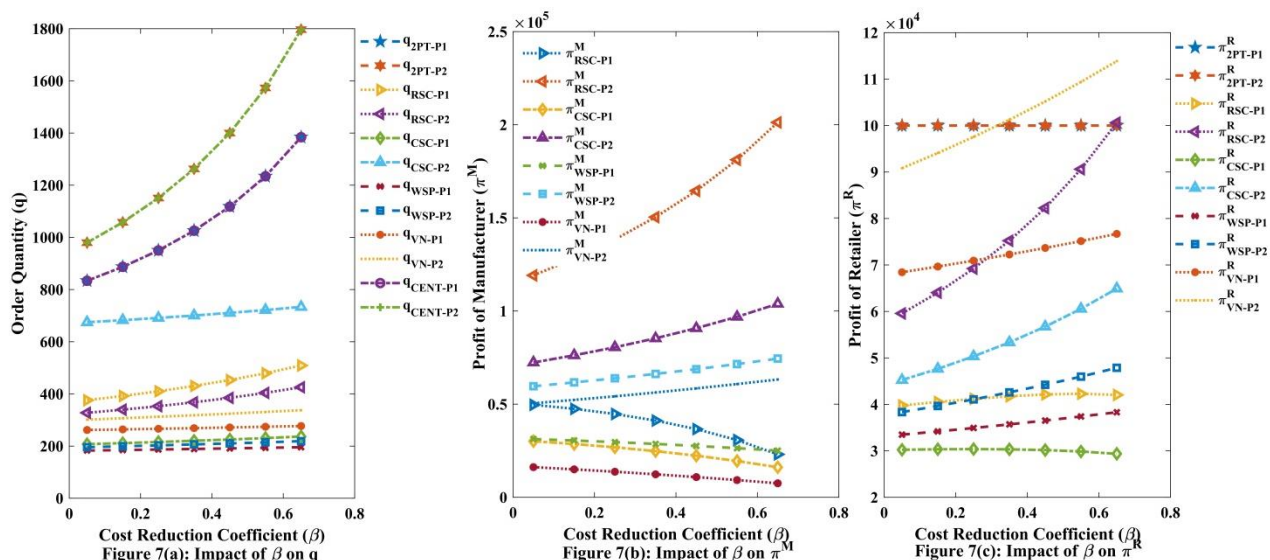 1800
1600
1400
1200
1000
800
600
400
200
0
0
0.2
0.4
0.6
0.8
Order Quantity (q)
Cost Reduction Coefficient (β)
Figure 7(a): Impact of β on q
q2PT-P1
q2PT-P2
qRSC-P1
qRSC-P2
qCSC-P1
qCSC-P2
qWSP-P1
qWSP-P2
qVN-P1
qVN-P2
qCENT-P1
qCENT-P2
×10^5
2.5
2
1.5
1
0.5
0
0
0.2
0.4
0.6
0.8
Profit of Manufacturer (π^M)
Cost Reduction Coefficient (β)
Figure 7(b): Impact of β on π^M
π^M RSC-P1
π^M RSC-P2
π^M CSC-P1
π^M CSC-P2
π^M WSP-P1
π^M WSP-P2
π^M VN-P1
π^M VN-P2
×10^4
12
11
10
9
8
7
6
5
4
3
2
0
0.2
0.4
0.6
0.8
Profit of Retailer (π^R)
Cost Reduction Coefficient (β)
Figure 7(c): Impact of β on π^R
π^R 2PT-P1
π^R 2PT-P2
π^R RSC-P1
π^R RSC-P2
π^R CSC-P1
π^R CSC-P2
π^R WSP-P1
π^R WSP-P2
π^R VN-P1
π^R VN-P2